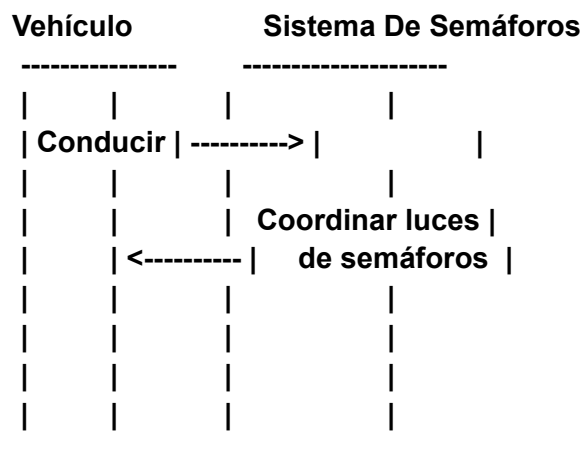 Vehículo Sistema De Semáforos
---------------- ---------------------
| | | |
| Conducir | ----------> | |
| | | |
| | | Coordinar luces |
| | <---------- | de semáforos |
| | | |
| | | |
| | | |
| | | |